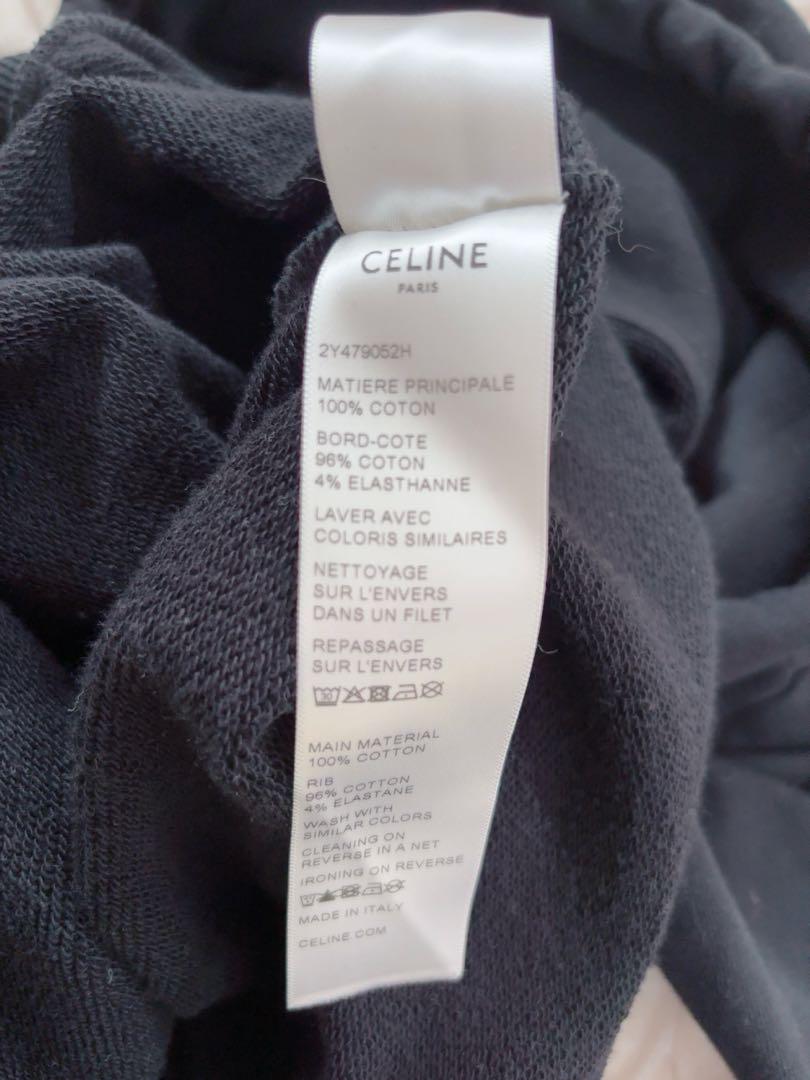 CELINE
PARIS
2Y479052H
MATIERE PRINCIPALE
100% COTON
BORD-COTE
96% COTON
4% ELASTHANNE
LAVER AVEC
COLORIS SIMILAIRES
NETTOYAGE
SUR L'ENVERS
DANS UN FILET
REPASSAGE
SUR L'ENVERS
30
MAIN MATERIAL
100% COTTON
RIB
96% COTTON
4% ELASTANE
WASH WITH
SIMILAR COLORS
CLEANING ON
REVERSE IN A NET
IRONING ON REVERSE
MADE IN ITALY
CELINE.COM